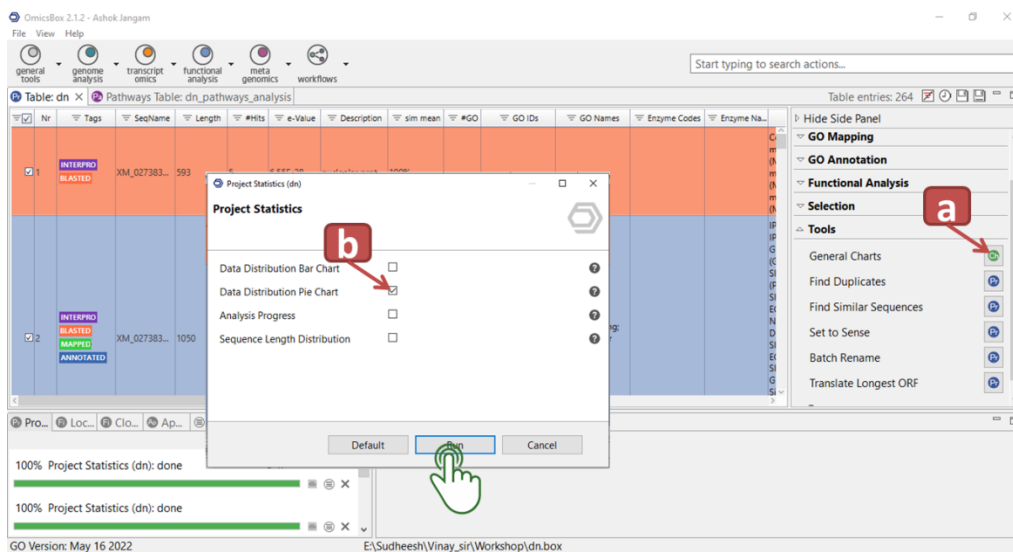 OmicsBox 2.1.2 - Ashok Jangam
File View Help
general tools
genome analysis
transcript omics
functional analysis
meta genomics
workflows
Start typing to search actions...
Table: dn
Pathways Table: dn_pathways_analysis
Table entries: 264
Nr Tags SeqName Length #Hits e-Value Description sim mean #GO GO IDs GO Names Enzyme Codes Enzyme Na...
1 INTERPRO BLASTED XM_027383... 593
2 INTERPRO BLASTED MAPPED ANNOTATED XM_027383... 1050
Project Statistics (dn)
Project Statistics
Data Distribution Bar Chart
Data Distribution Pie Chart
Analysis Progress
Sequence Length Distribution
Default Run Cancel
b
a
Hide Side Panel
GO Mapping
GO Annotation
Functional Analysis
Selection
Tools
General Charts
Find Duplicates
Find Similar Sequences
Set to Sense
Batch Rename
Translate Longest ORF
Pro... Loc... Clo... Ap...
100% Project Statistics (dn): done
100% Project Statistics (dn): done
GO Version: May 16 2022
E:\Sudheesh\Vinay_sir\Workshop\dn.box